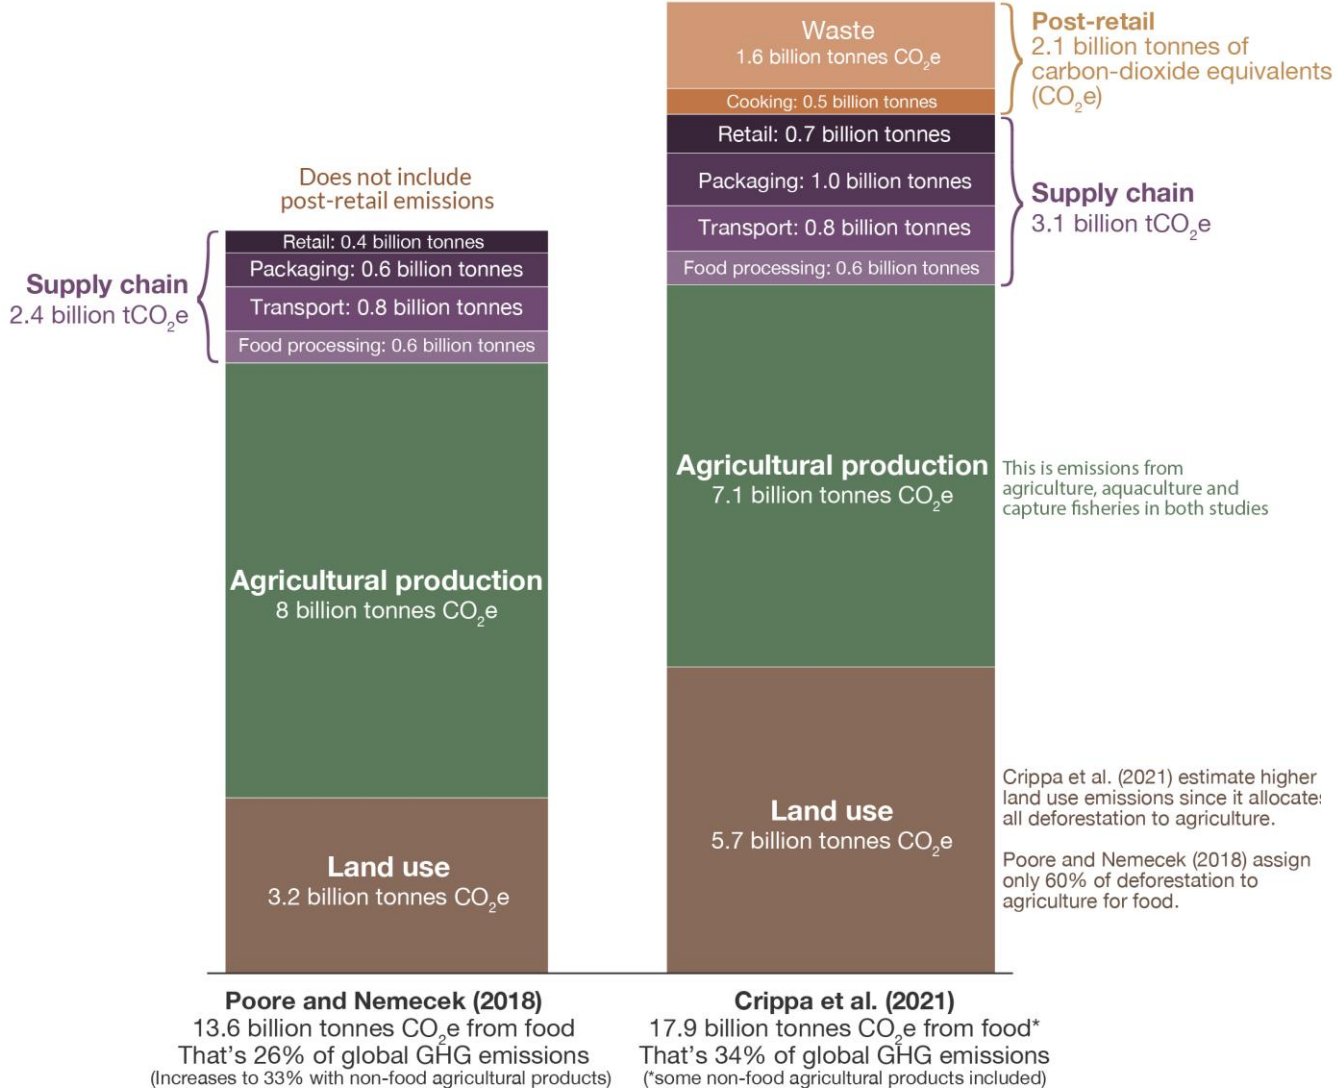 Waste
1.6 billion tonnes CO₂e
Cooking: 0.5 billion tonnes
Retail: 0.7 billion tonnes
Packaging: 1.0 billion tonnes
Transport: 0.8 billion tonnes
Food processing: 0.6 billion tonnes
Agricultural production
7.1 billion tonnes CO₂e
Land use
5.7 billion tonnes CO₂e
Post-retail
2.1 billion tonnes of
carbon-dioxide equivalents
(CO₂e)
Supply chain
3.1 billion tCO₂e
This is emissions from
agriculture, aquaculture and
capture fisheries in both studies
Crippa et al. (2021) estimate higher
land use emissions since it allocates
all deforestation to agriculture.
Poore and Nemecek (2018) assign
only 60% of deforestation to
agriculture for food.
Does not include
post-retail emissions
Supply chain
2.4 billion tCO₂e
Retail: 0.4 billion tonnes
Packaging: 0.6 billion tonnes
Transport: 0.8 billion tonnes
Food processing: 0.6 billion tonnes
Agricultural production
8 billion tonnes CO₂e
Land use
3.2 billion tonnes CO₂e
Poore and Nemecek (2018)
13.6 billion tonnes CO₂e from food
That's 26% of global GHG emissions
(Increases to 33% with non-food agricultural products)
Crippa et al. (2021)
17.9 billion tonnes CO₂e from food*
That's 34% of global GHG emissions
(*some non-food agricultural products included)